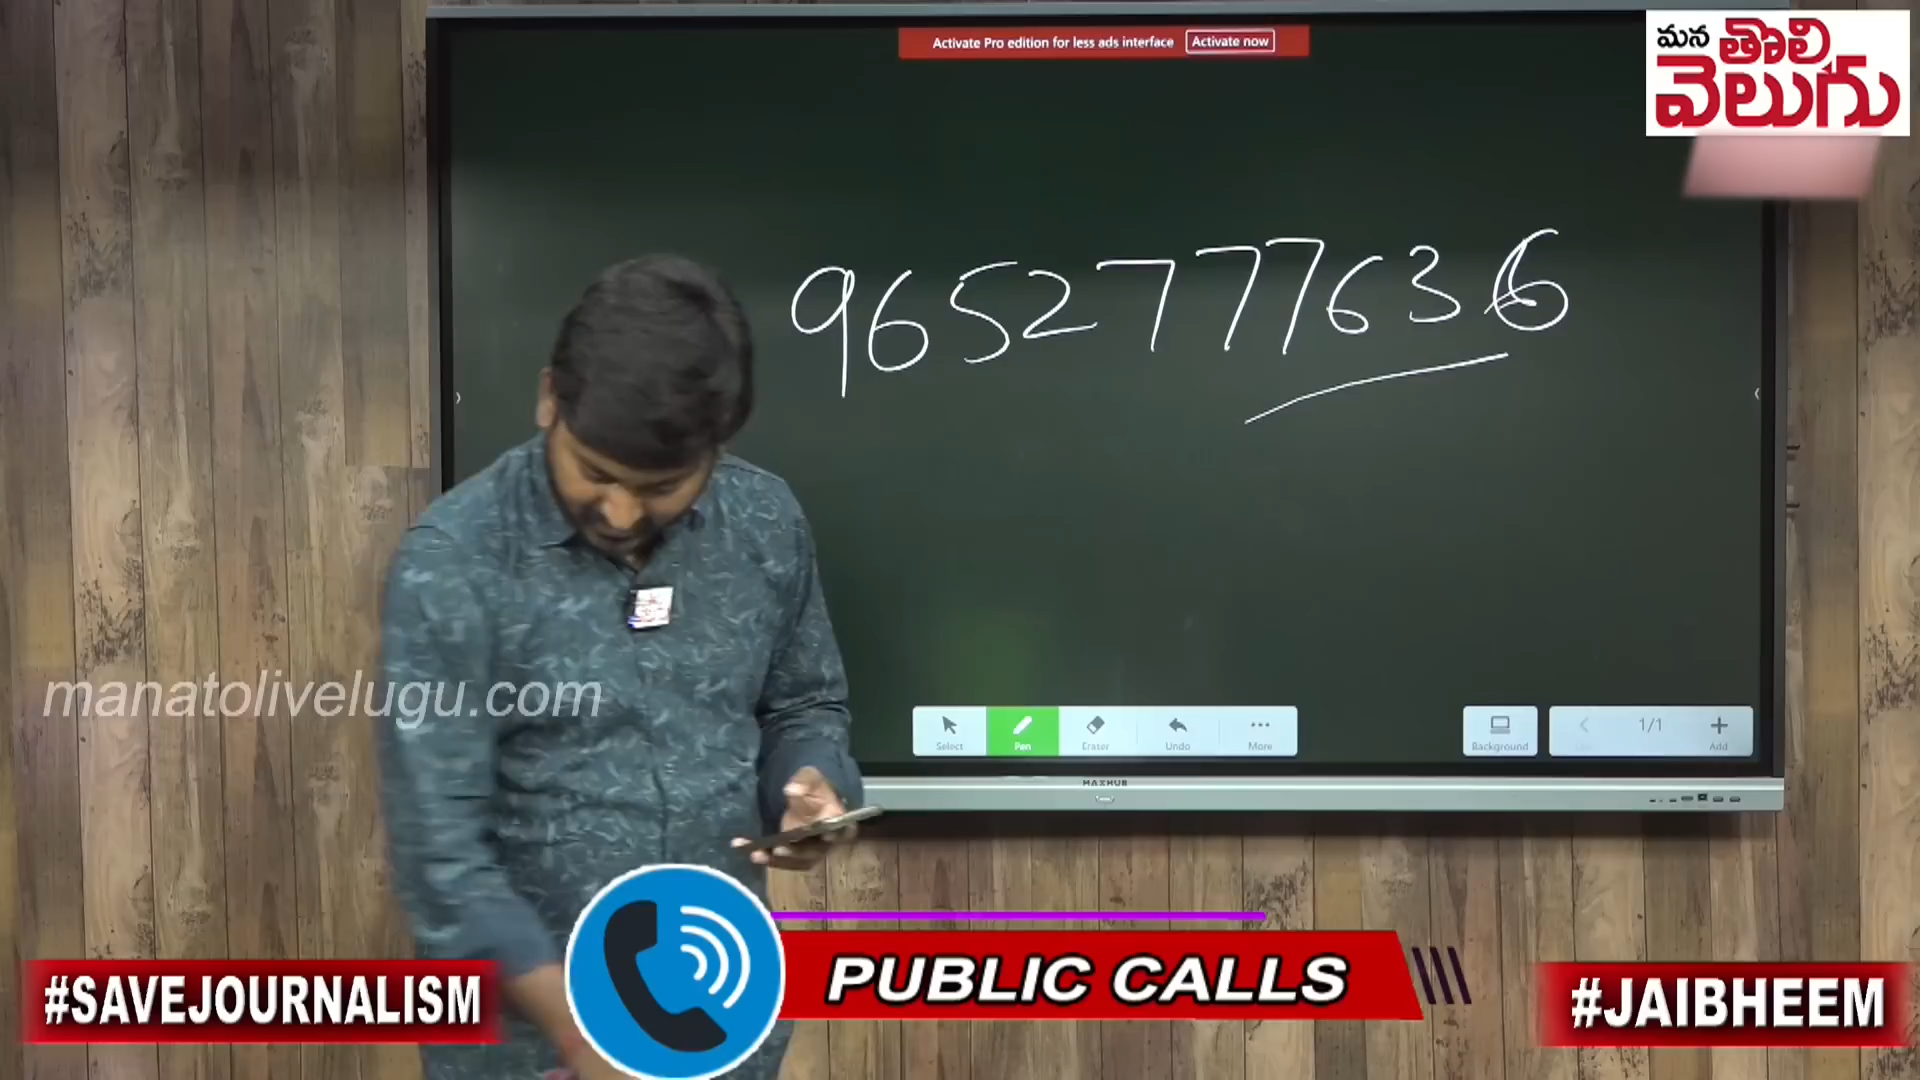 Activate Pro edition for less ads interface Activate now
మన
తొలి
వెలుగు
9652777636
manatolivelugu.com
Select Pen Eraser Undo More Background 1/1 Add
MAXHUB
PUBLIC CALLS
#SAVEJOURNALISM
#JAIBHEEM